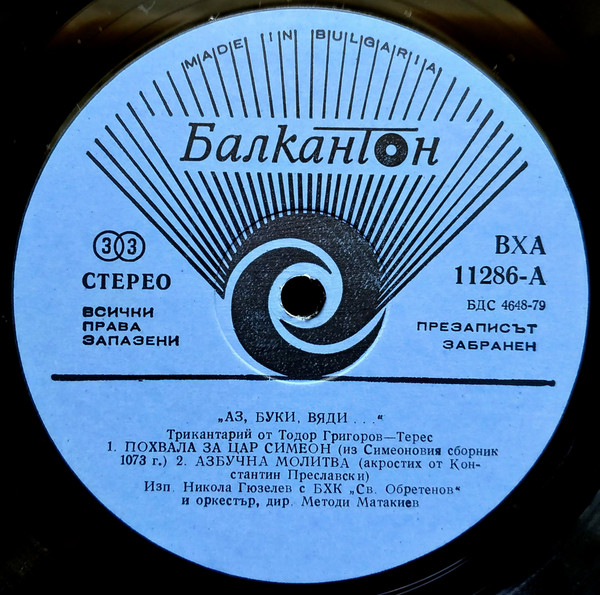 MADE IN BULGARIA
Балкантон
33
СТЕРЕО
ВСИЧКИ
ПРАВА
ЗАПАЗЕНИ
ВХА
11286-А
БДС 4648-79
ПРЕЗАПИСЪТ
ЗАБРАНЕН
„АЗ, БУКИ, ВЯДИ . . .“
Трикантарий от Тодор Григоров—Терес
1. ПОХВАЛА ЗА ЦАР СИМЕОН (из Симеоновия сборник
1073 г.) 2. АЗБУЧНА МОЛИТВА (акростих от Кон-
стантин Преславски)
Изп. Никола Гюзелев с БХК „Св. Обретенов“
и оркестър, дир. Методи Матакиев